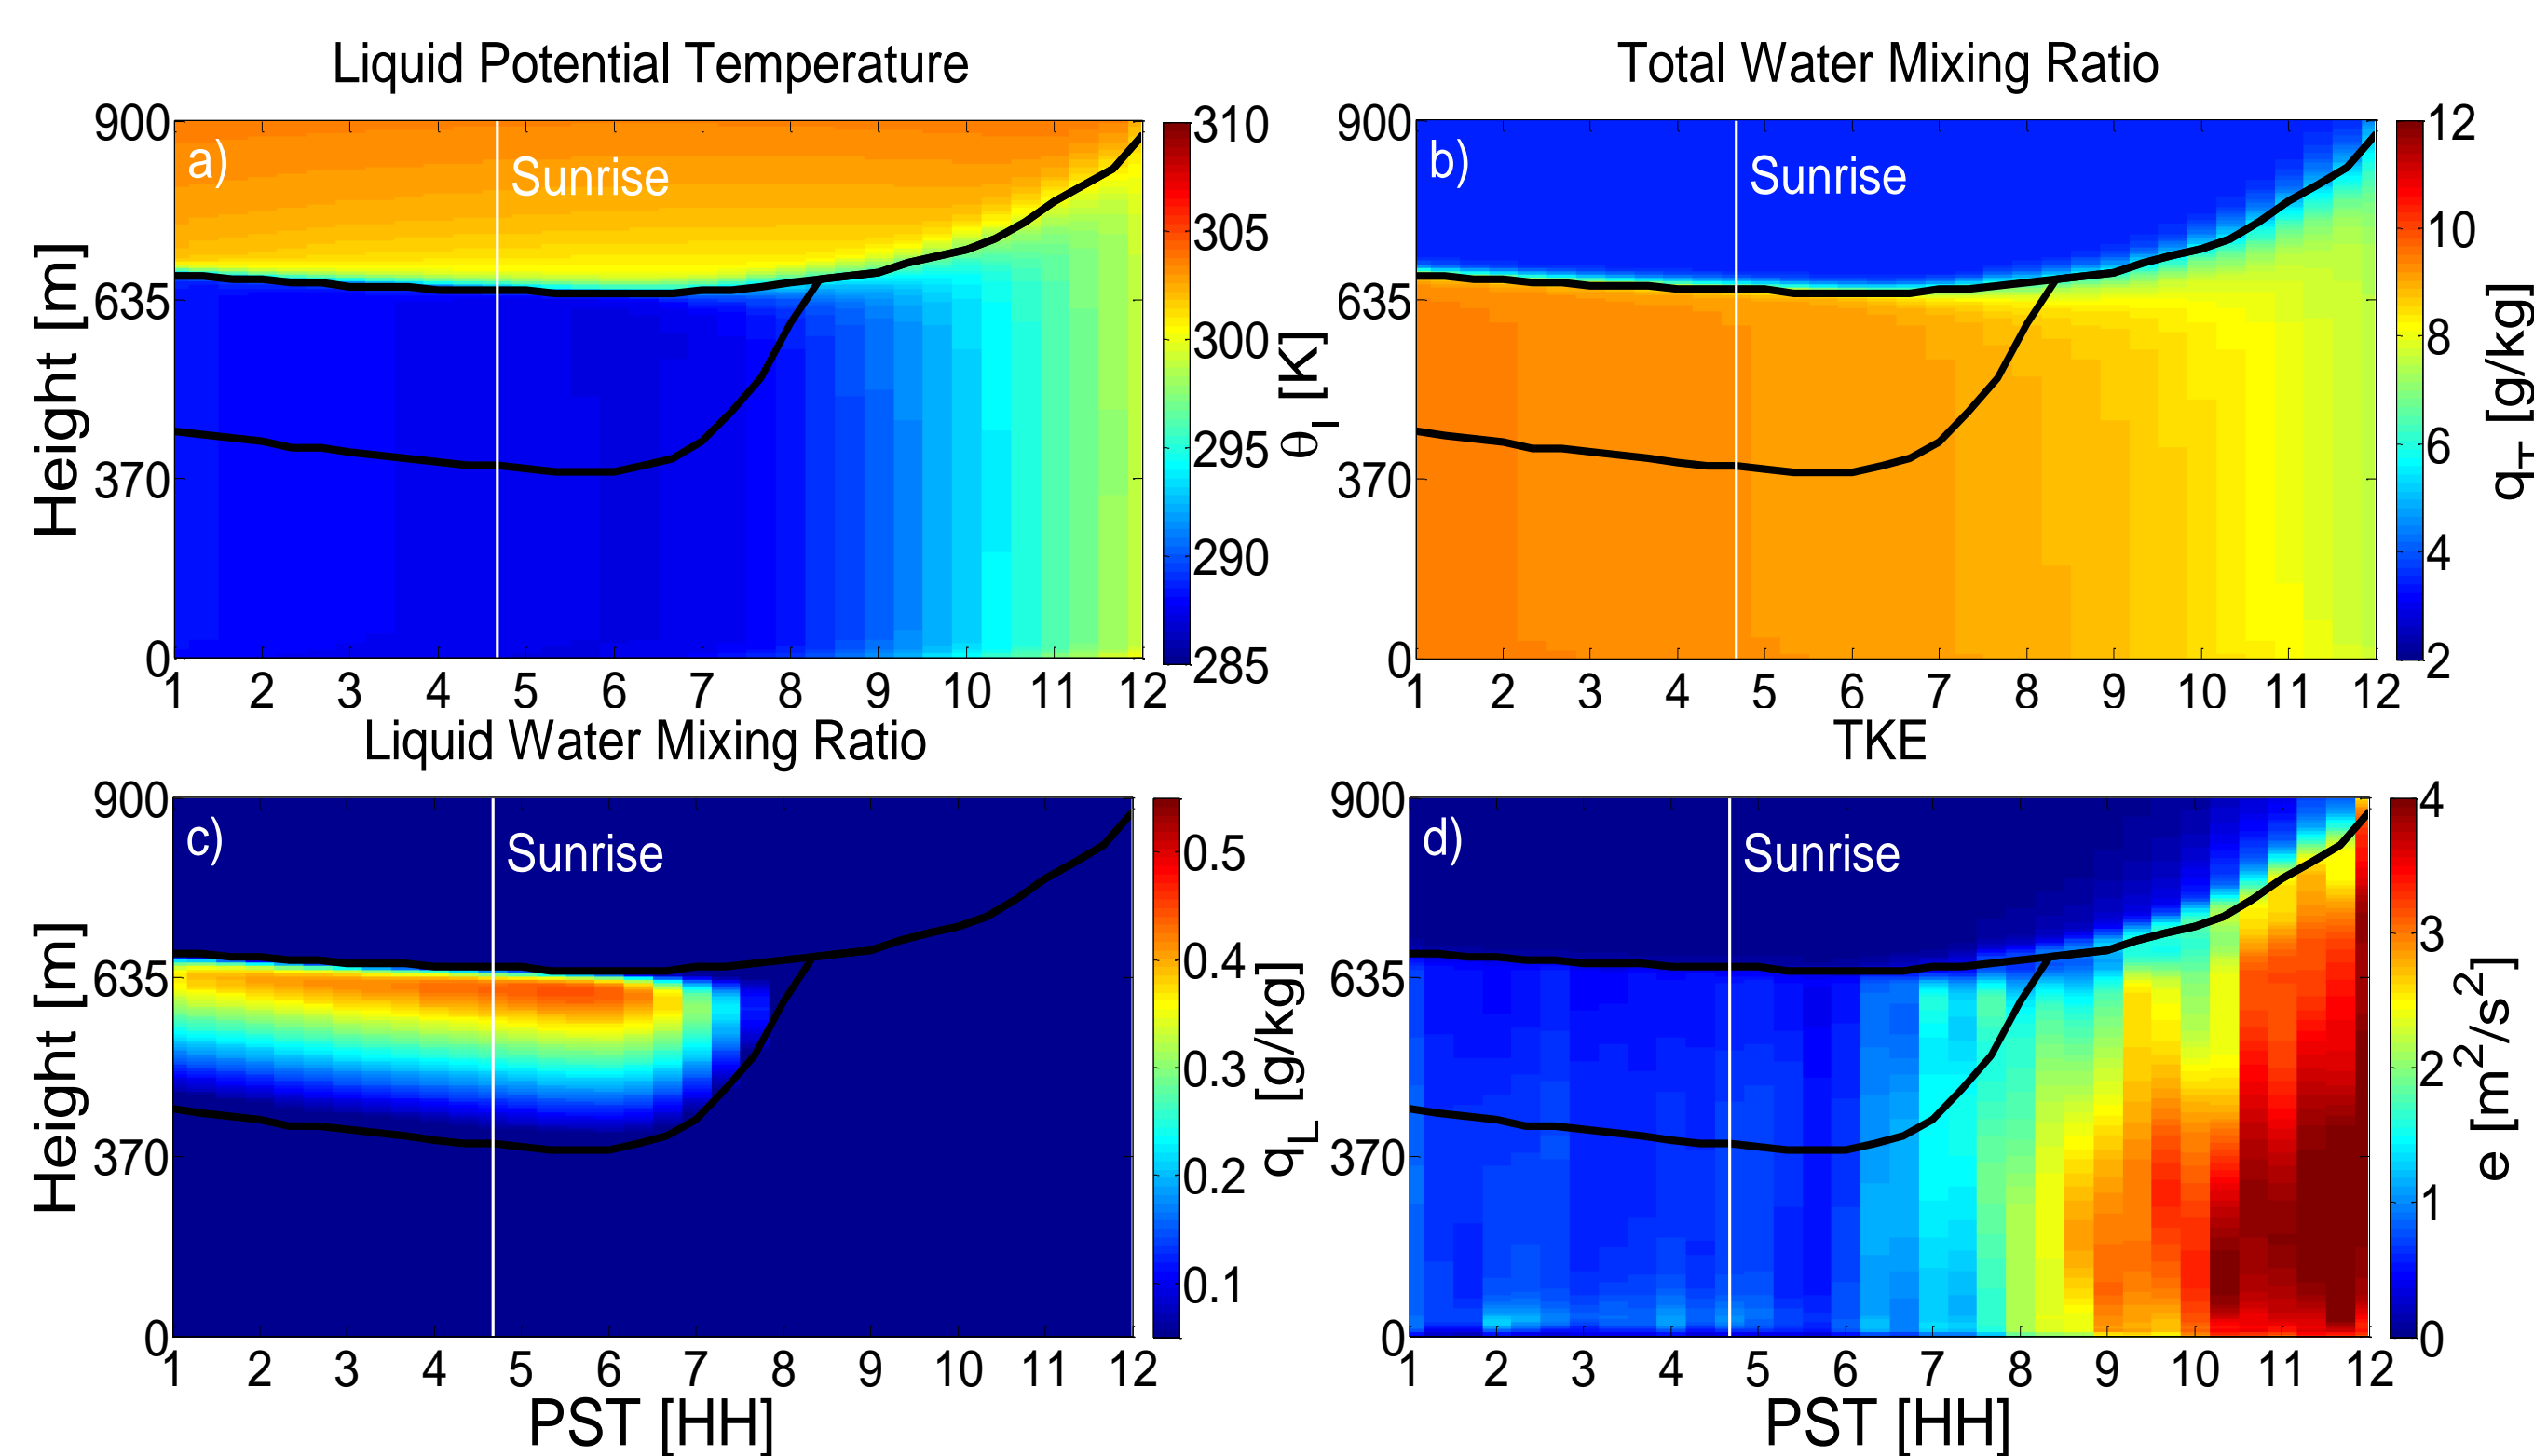 Liquid Potential Temperature
900
635
370
0
Height [m]
a)
Sunrise
1 2 3 4 5 6 7 8 9 10 11 12
310
305
300
295
290
285
θl [K]
Total Water Mixing Ratio
900
635
370
0
b)
Sunrise
1 2 3 4 5 6 7 8 9 10 11 12
12
10
8
6
4
2
qT [g/kg]
Liquid Water Mixing Ratio
900
635
370
0
Height [m]
c)
Sunrise
1 2 3 4 5 6 7 8 9 10 11 12
PST [HH]
0.5
0.4
0.3
0.2
0.1
qL [g/kg]
TKE
900
635
370
0
d)
Sunrise
1 2 3 4 5 6 7 8 9 10 11 12
PST [HH]
4
3
2
1
0
e [m²/s²]